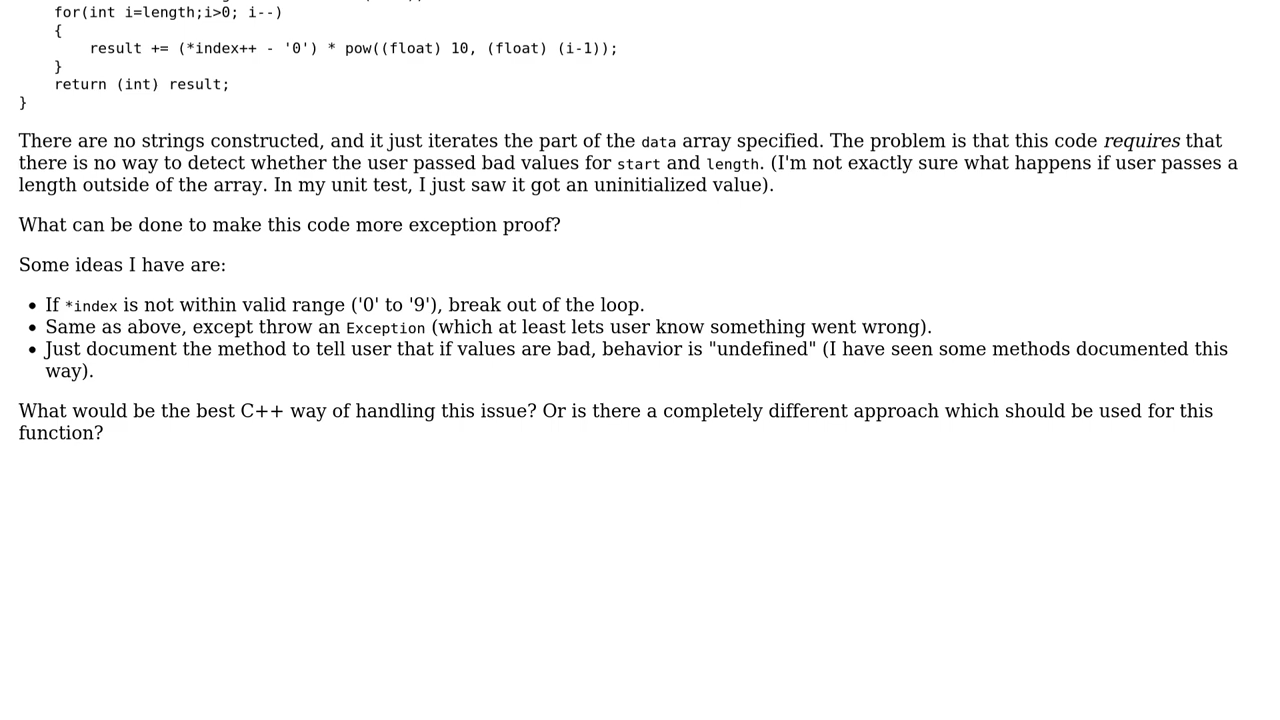 for(int i=length;i>0; i--)
{
result += (*index++ - '0') * pow((float) 10, (float) (i-1));
}
return (int) result;
}
There are no strings constructed, and it just iterates the part of the data array specified. The problem is that this code requires that
there is no way to detect whether the user passed bad values for start and length. (I'm not exactly sure what happens if user passes a
length outside of the array. In my unit test, I just saw it got an uninitialized value).
What can be done to make this code more exception proof?
Some ideas I have are:
• If *index is not within valid range ('0' to '9'), break out of the loop.
• Same as above, except throw an Exception (which at least lets user know something went wrong).
• Just document the method to tell user that if values are bad, behavior is "undefined" (I have seen some methods documented this
way).
What would be the best C++ way of handling this issue? Or is there a completely different approach which should be used for this
function?